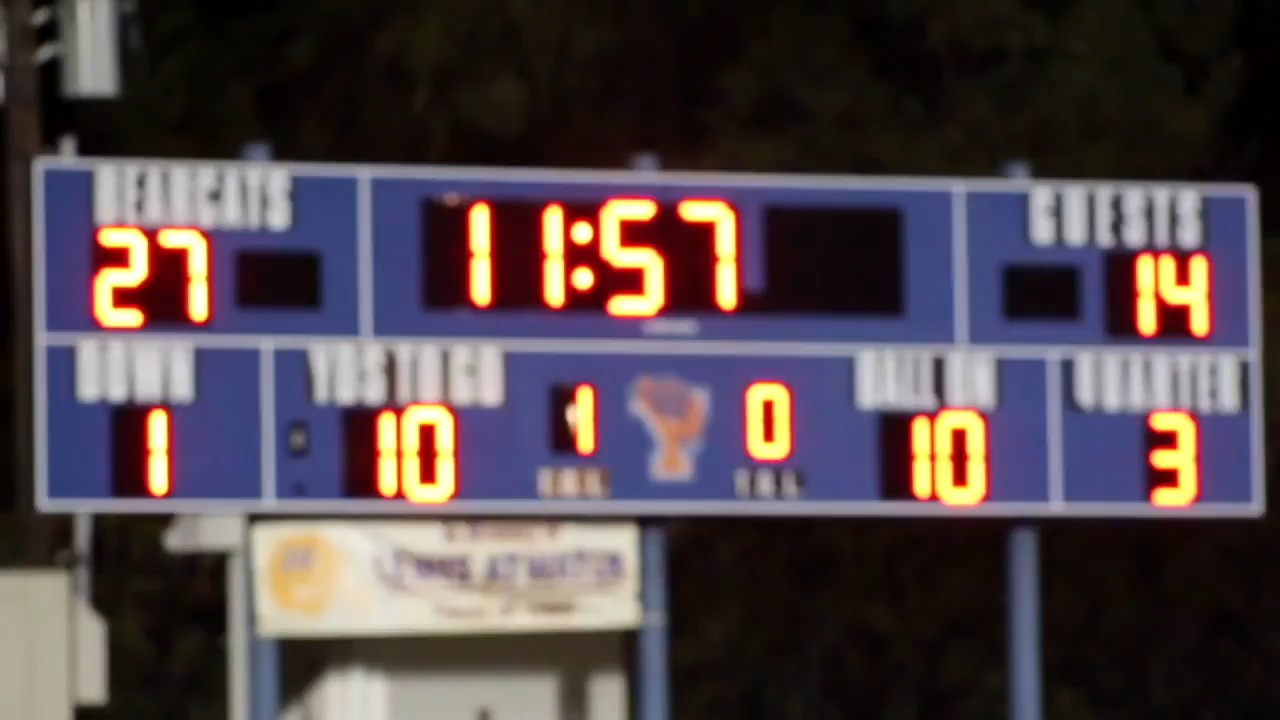 BEARCATS 11:57 GUESTS
27 14
DOWN YDS TO GO BALL ON QUARTER
1 10 1 0 10 3
T.O.L. T.O.L.